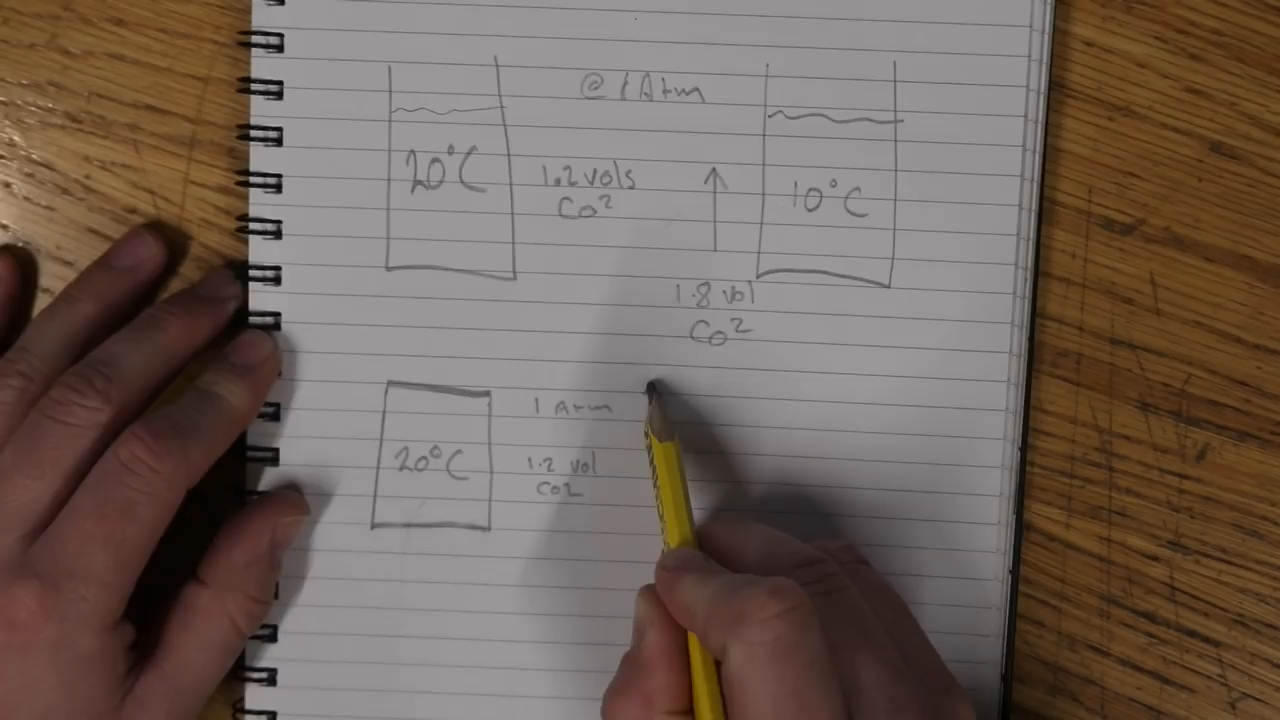 @ 1 Atm
20°C
1.2 vols
CO²
10°C
1.8 vol
CO²
1 Atm
20°C
1.2 vol
CO2